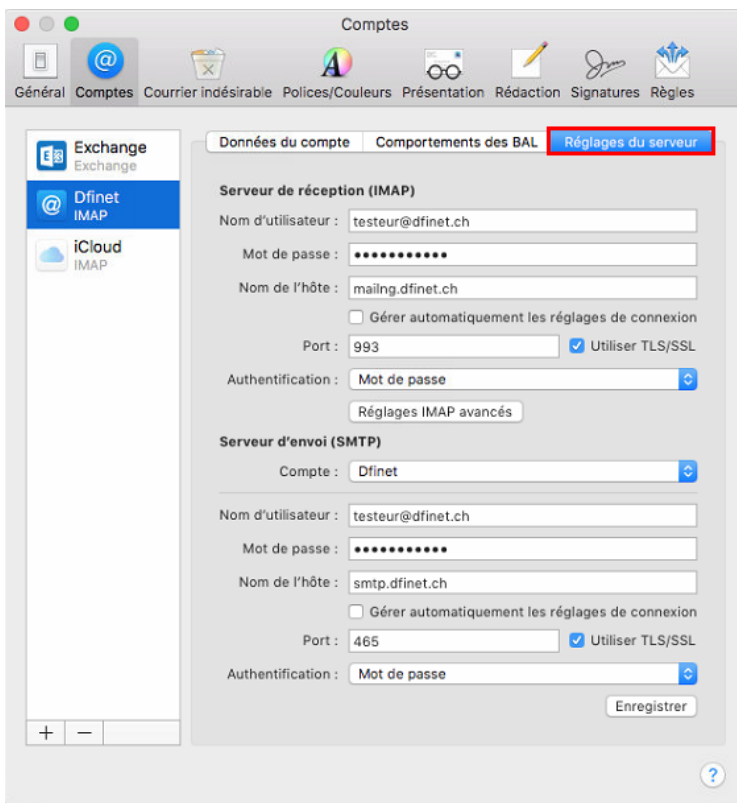 Comptes
Général Comptes Courrier indésirable Polices/Couleurs Présentation Rédaction Signatures Règles
Exchange
Exchange
Dfinet
IMAP
iCloud
IMAP
Données du compte Comportements des BAL Réglages du serveur
Serveur de réception (IMAP)
Nom d'utilisateur : testeur@dfinet.ch
Mot de passe : •••••••••••
Nom de l'hôte : mailng.dfinet.ch
Gérer automatiquement les réglages de connexion
Port : 993 Utiliser TLS/SSL
Authentification : Mot de passe
Réglages IMAP avancés
Serveur d'envoi (SMTP)
Compte : Dfinet
Nom d'utilisateur : testeur@dfinet.ch
Mot de passe : •••••••••••
Nom de l'hôte : smtp.dfinet.ch
Gérer automatiquement les réglages de connexion
Port : 465 Utiliser TLS/SSL
Authentification : Mot de passe
Enregistrer
+ −
?